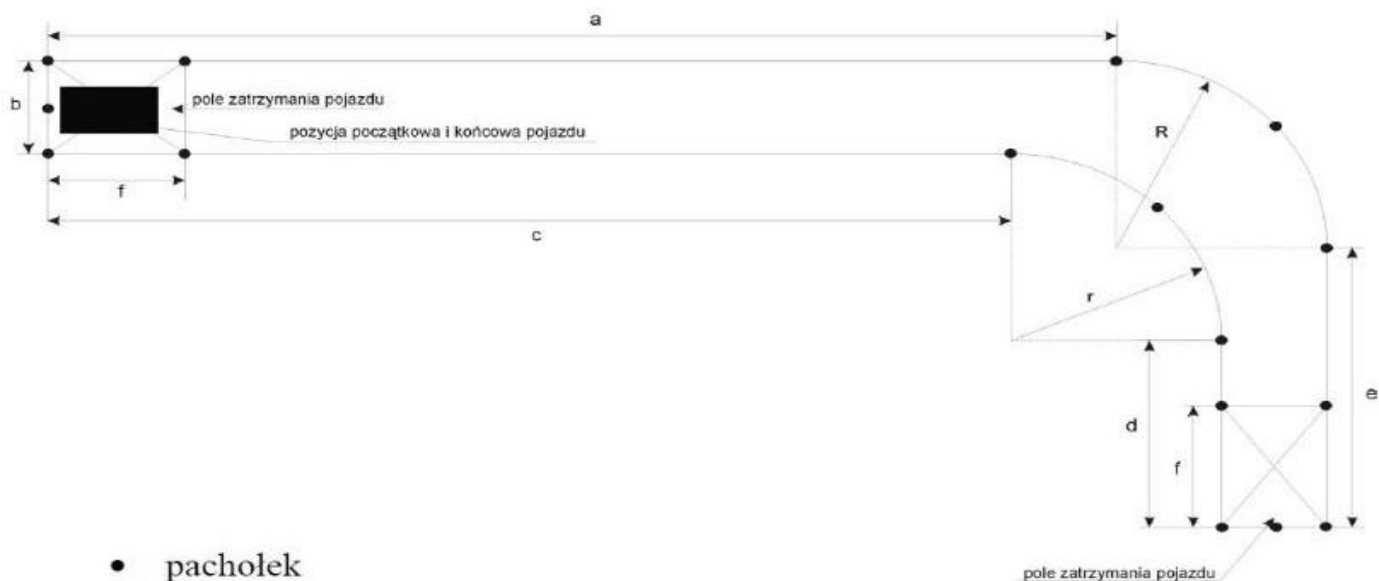 a
b
pole zatrzymania pojazdu
pozycja początkowa i końcowa pojazdu
R
f
c
r
d
e
f
pachołek
pole zatrzymania pojazdu